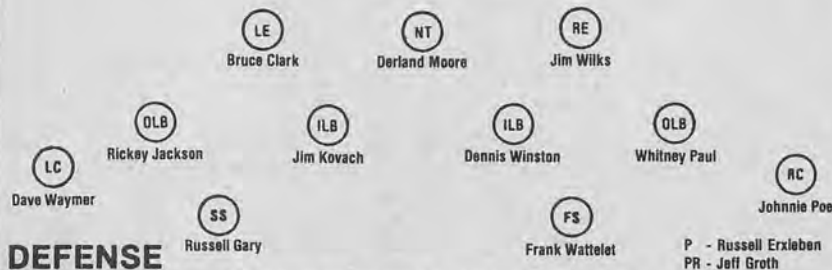 LE NT RE
Bruce Clark Derland Moore Jim Wilks
OLB ILB ILB OLB
Rickey Jackson Jim Kovach Dennis Winston Whitney Paul
LC RC
Dave Waymer Johnnie Poe
SS FS
Russell Gary Frank Wattelet
DEFENSE
P - Russell Erxleben
PR - Jeff Groth